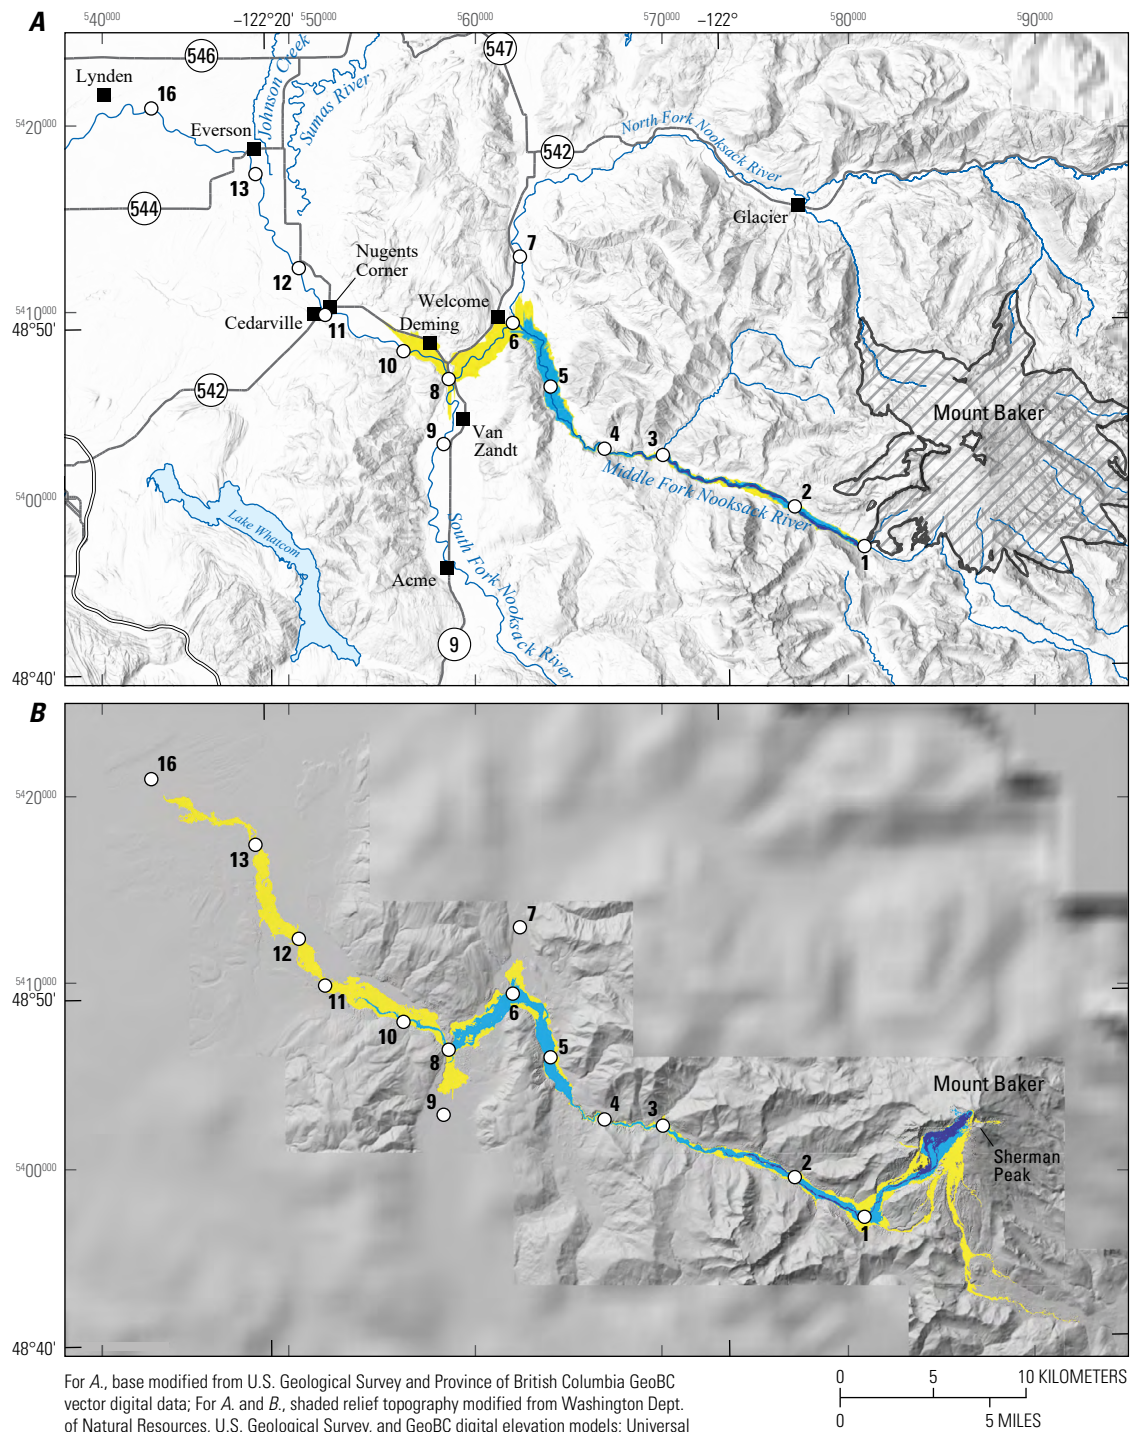 A
540000
–122°20'
550000
560000
570000
–122°
580000
590000
546
547
Lynden
16
Johnson Creek
Sumas River
5420000
Everson
North Fork Nooksack River
542
13
544
Glacier
7
Nugents
Corner
12
Welcome
5410000
48°50'
Cedarville
11
Deming
6
10
5
542
8
Mount Baker
9
Van
Zandt
4
3
Middle Fork Nooksack River
2
5400000
Lake Whatcom
South Fork Nooksack River
1
Acme
9
48°40'
B
16
5420000
13
7
12
5410000
48°50'
11
6
10
8
5
Mount Baker
9
4
3
Sherman
Peak
5400000
2
1
48°40'
For A., base modified from U.S. Geological Survey and Province of British Columbia GeoBC
vector digital data; For A. and B., shaded relief topography modified from Washington Dept.
of Natural Resources, U.S. Geological Survey, and GeoBC digital elevation models; Universal
0 5 10 KILOMETERS
0 5 MILES